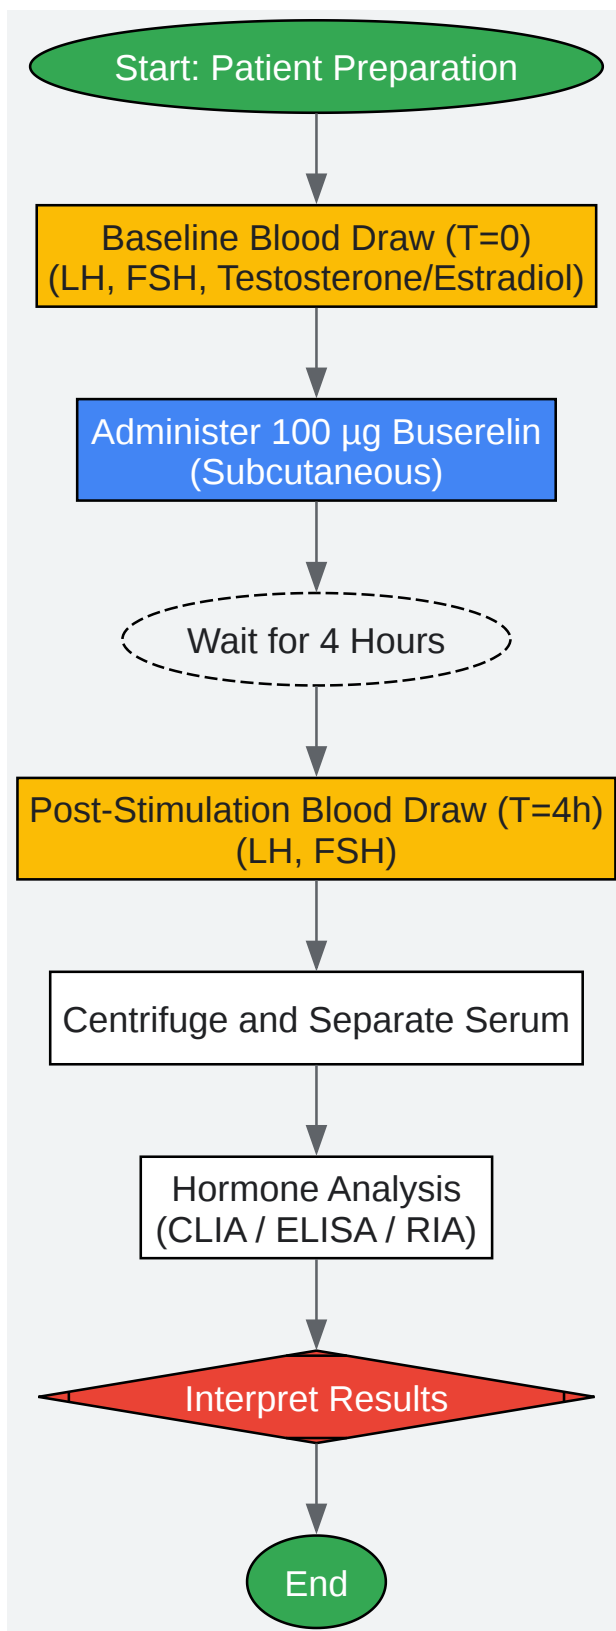 Start: Patient Preparation
Baseline Blood Draw (T=0)
(LH, FSH, Testosterone/Estradiol)
Administer 100 µg Buserelin
(Subcutaneous)
Wait for 4 Hours
Post-Stimulation Blood Draw (T=4h)
(LH, FSH)
Centrifuge and Separate Serum
Hormone Analysis
(CLIA / ELISA / RIA)
Interpret Results
End